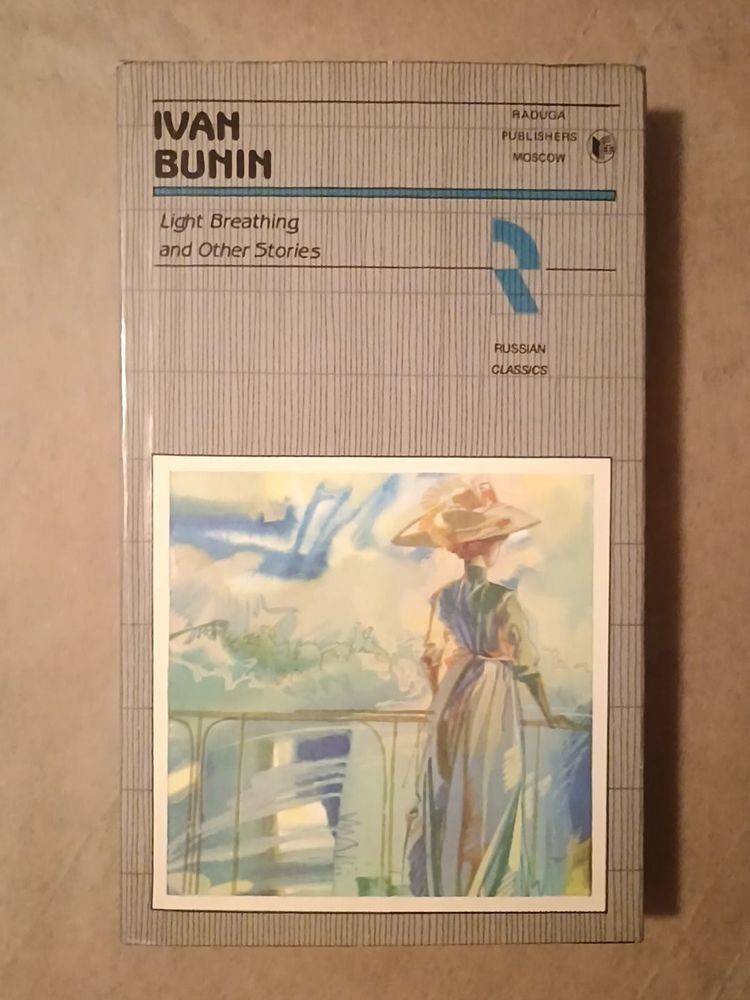 IVAN
BUNIN
RADUGA
PUBLISHERS
MOSCOW
Light Breathing
and Other Stories
RUSSIAN
CLASSICS